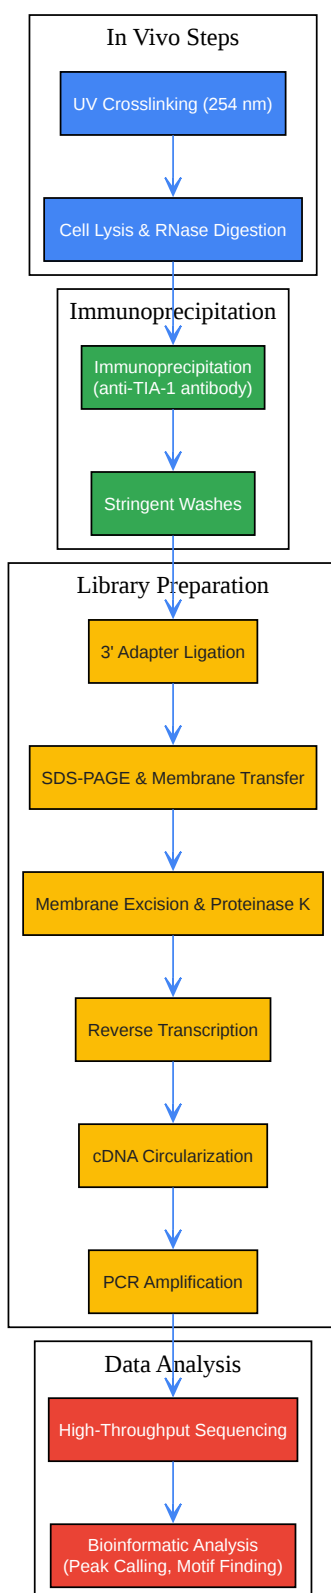 In Vivo Steps
UV Crosslinking (254 nm)
Cell Lysis & RNase Digestion
Immunoprecipitation
Immunoprecipitation
(anti-TIA-1 antibody)
Stringent Washes
Library Preparation
3' Adapter Ligation
SDS-PAGE & Membrane Transfer
Membrane Excision & Proteinase K
Reverse Transcription
cDNA Circularization
PCR Amplification
Data Analysis
High-Throughput Sequencing
Bioinformatic Analysis
(Peak Calling, Motif Finding)